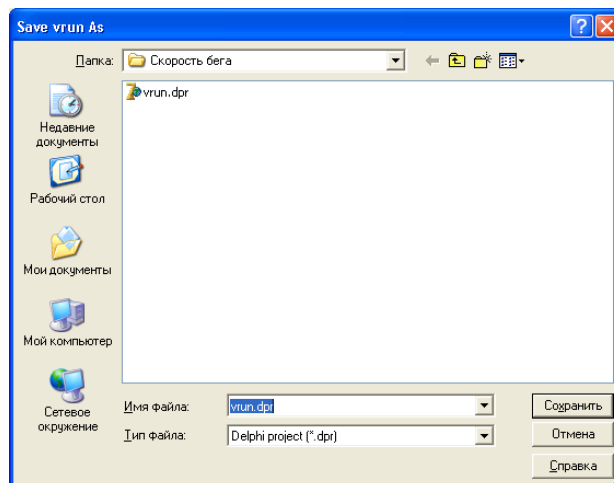 Save vrun As
Папка: Скорость бега
vrun.dpr
Недавние
документы
Рабочий стол
Мои документы
Мой компьютер
Сетевое
окружение
Имя файла: vrun.dpr Сохранить
Тип файла: Delphi project (*.dpr) Отмена
Справка